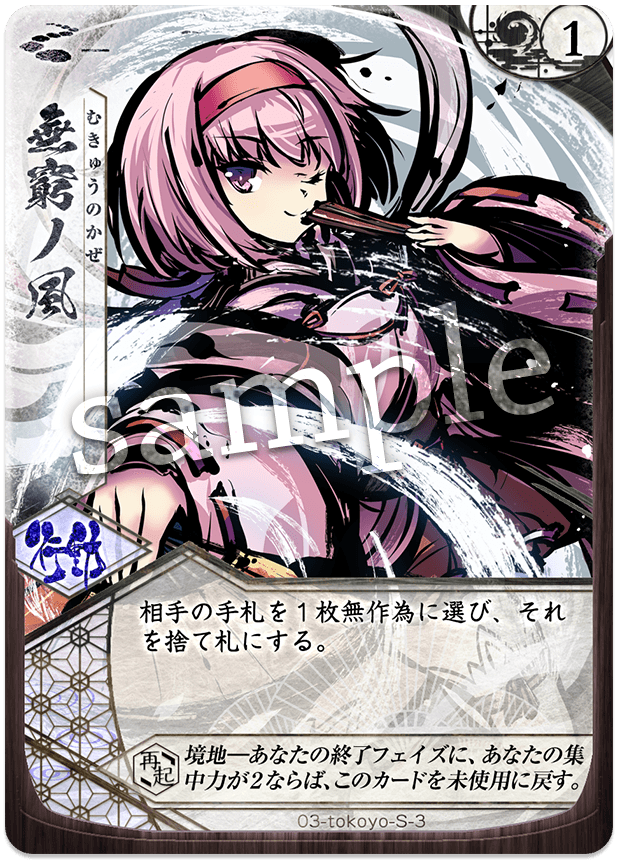 1
無窮ノ風
むきゅうのかぜ
sample
行動
相手の手札を1枚無作為に選び、それ
を捨て札にする。
再起
境地―あなたの終了フェイズに、あなたの集
中力が2ならば、このカードを未使用に戻す。
03-tokoyo-S-3